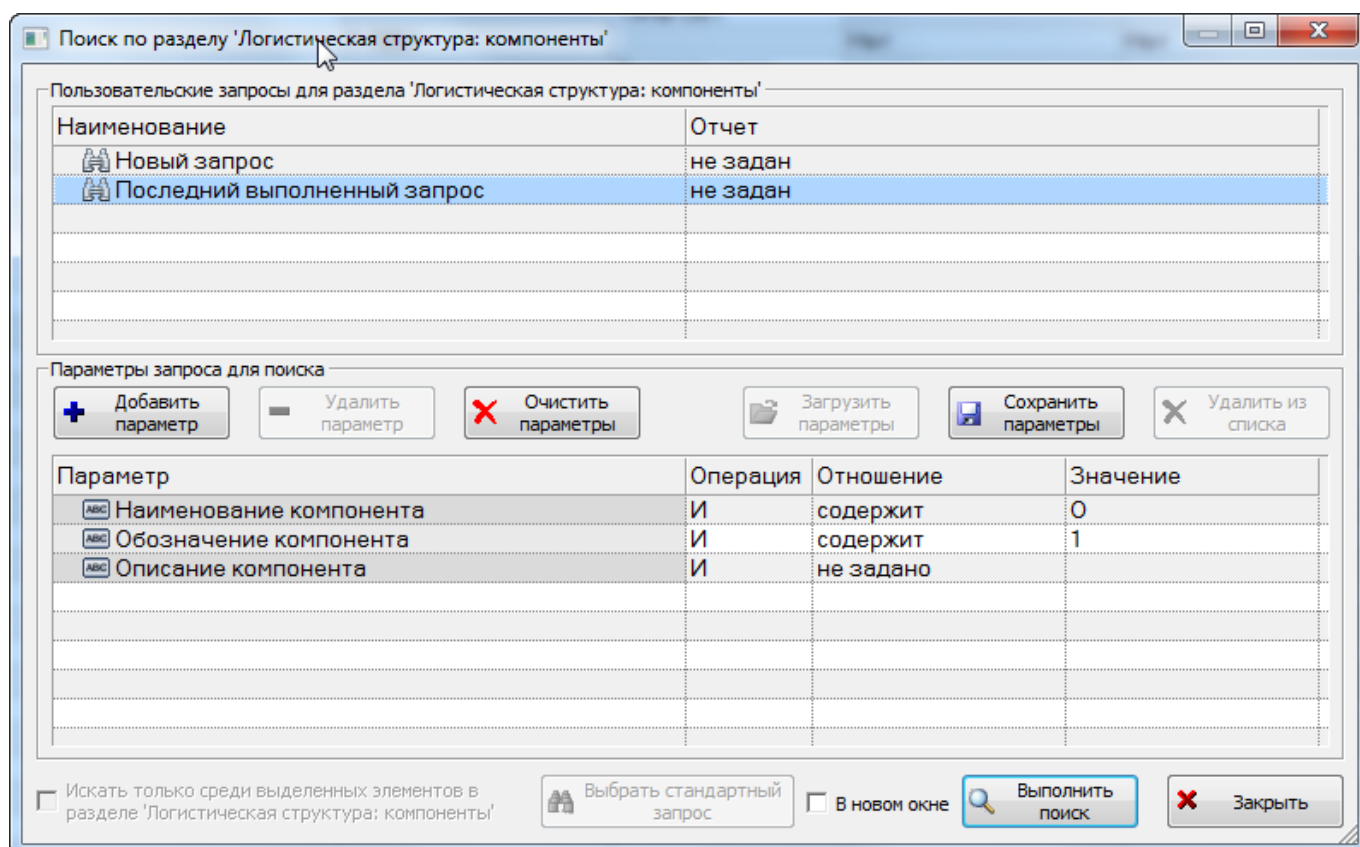 Поиск по разделу 'Логистическая структура: компоненты'
Пользовательские запросы для раздела 'Логистическая структура: компоненты'
Наименование Отчет
Новый запрос не задан
Последний выполненный запрос не задан
Параметры запроса для поиска
Добавить параметр Удалить параметр Очистить параметры Загрузить параметры Сохранить параметры Удалить из списка
Параметр Операция Отношение Значение
ABC Наименование компонента И содержит О
ABC Обозначение компонента И содержит 1
ABC Описание компонента И не задано
Искать только среди выделенных элементов в
разделе 'Логистическая структура: компоненты'
Выбрать стандартный
запрос
В новом окне
Выполнить
поиск
Закрыть